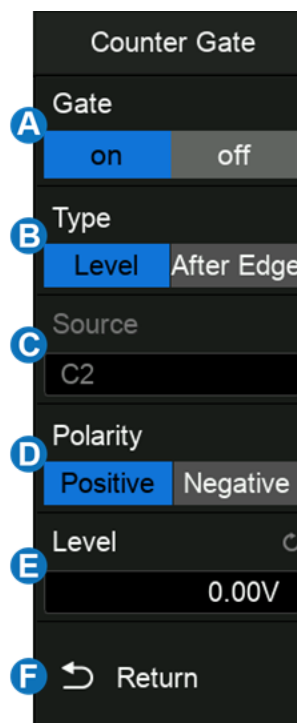 Counter Gate
A
Gate
on off
B
Type
Level After Edge
C
Source
C2
D
Polarity
Positive Negative
E
Level
0.00V
F
Return